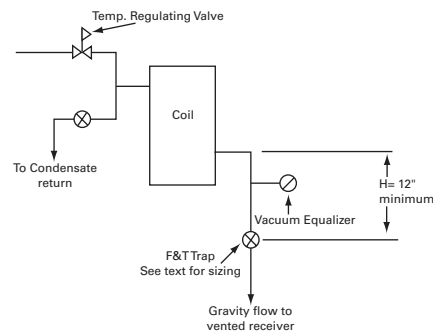 Temp. Regulating Valve
Coil
To Condensate
return
H= 12"
minimum
Vacuum Equalizer
F&T Trap
See text for sizing
Gravity flow to
vented receiver